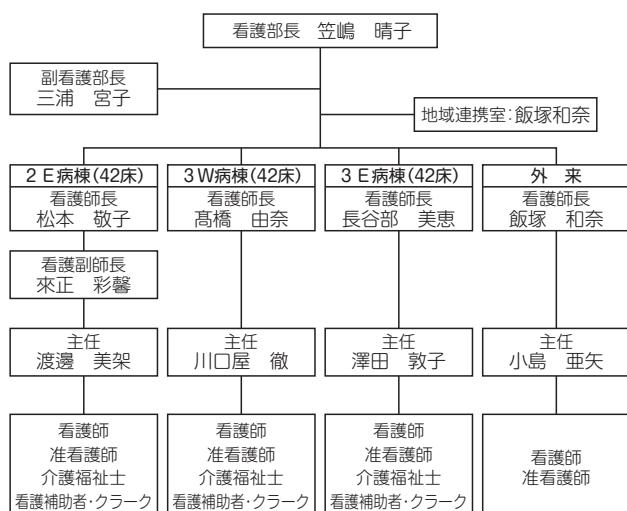 看護部長 笠嶋 晴子
副看護部長
三浦 宮子
地域連携室:飯塚和奈
2E病棟(42床)
看護師長
松本 敬子
看護副師長
來正 彩馨
主任
渡邊 美架
看護師
准看護師
介護福祉士
看護補助者・クラーク
3W病棟(42床)
看護師長
髙橋 由奈
主任
川口屋 徹
看護師
准看護師
介護福祉士
看護補助者・クラーク
3E病棟(42床)
看護師長
長谷部 美恵
主任
澤田 敦子
看護師
准看護師
介護福祉士
看護補助者・クラーク
外 来
看護師長
飯塚 和奈
主任
小島 亜矢
看護師
准看護師